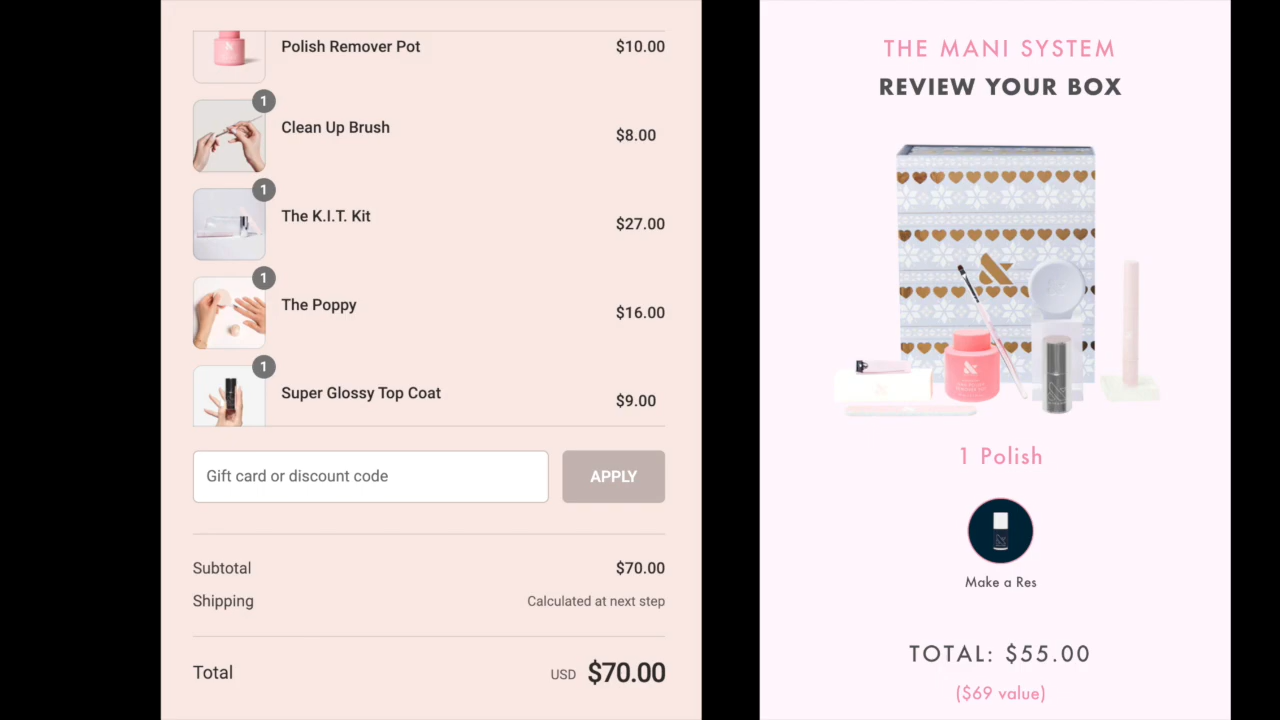 Polish Remover Pot $10.00
1
Clean Up Brush $8.00
1
The K.I.T. Kit $27.00
1
The Poppy $16.00
1
Super Glossy Top Coat $9.00
Gift card or discount code APPLY
Subtotal $70.00
Shipping Calculated at next step
Total USD $70.00
THE MANI SYSTEM
REVIEW YOUR BOX
&
1 Polish
Make a Res
TOTAL: $55.00
($69 value)